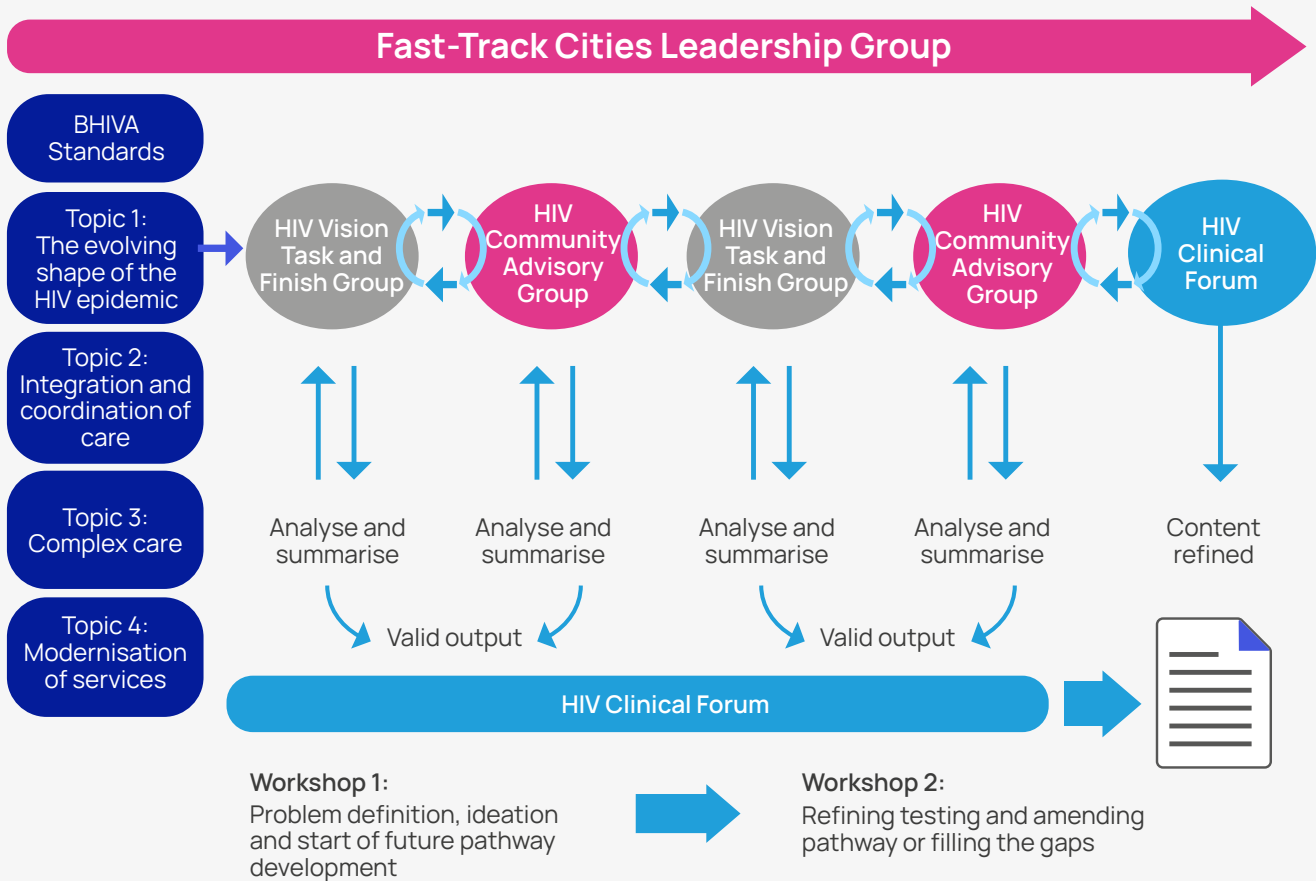 Fast-Track Cities Leadership Group
BHIVA
Standards
Topic 1:
The evolving
shape of the
HIV epidemic
Topic 2:
Integration and
coordination of
care
Topic 3:
Complex care
Topic 4:
Modernisation
of services
HIV Vision
Task and
Finish Group
HIV
Community
Advisory
Group
HIV Vision
Task and
Finish Group
HIV
Community
Advisory
Group
HIV
Clinical
Forum
Analyse and
summarise
Analyse and
summarise
Analyse and
summarise
Analyse and
summarise
Content
refined
Valid output
Valid output
HIV Clinical Forum
Workshop 1:
Problem definition, ideation
and start of future pathway
development
Workshop 2:
Refining testing and amending
pathway or filling the gaps